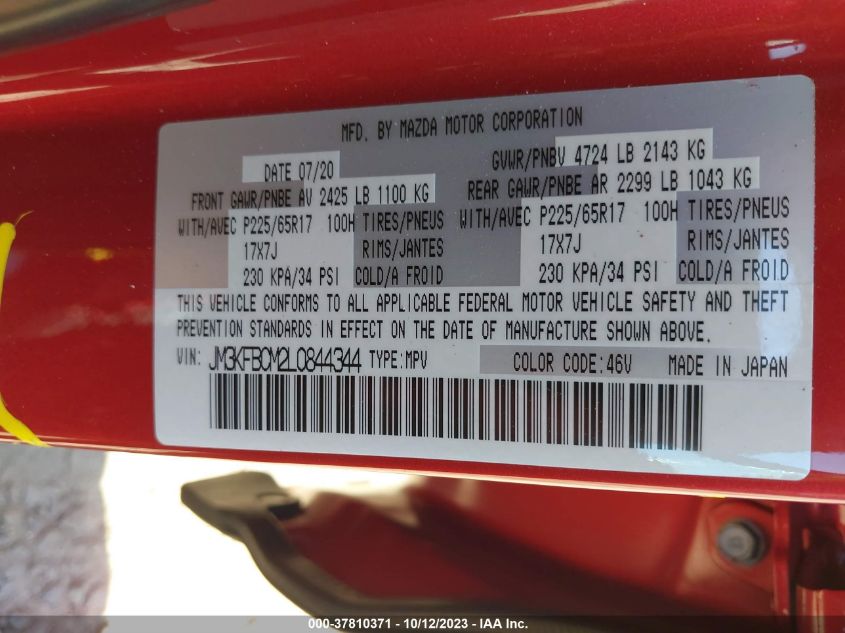 MFD. BY MAZDA MOTOR CORPORATION
DATE 07/20 GVWR/PNBV 4724 LB 2143 KG
FRONT GAWR/PNBE AV 2425 LB 1100 KG REAR GAWR/PNBE AR 2299 LB 1043 KG
WITH/AVEC P225/65R17 100H TIRES/PNEUS WITH/AVEC P225/65R17 100H TIRES/PNEUS
17X7J RIMS/JANTES 17X7J RIMS/JANTES
230 KPA/34 PSI COLD/A FROID 230 KPA/34 PSI COLD/A FROID
THIS VEHICLE CONFORMS TO ALL APPLICABLE FEDERAL MOTOR VEHICLE SAFETY AND THEFT
PREVENTION STANDARDS IN EFFECT ON THE DATE OF MANUFACTURE SHOWN ABOVE.
VIN: JM3KFBCM2L0844344 TYPE:MPV COLOR CODE:46V MADE IN JAPAN
000-37810371 - 10/12/2023 - IAA Inc.